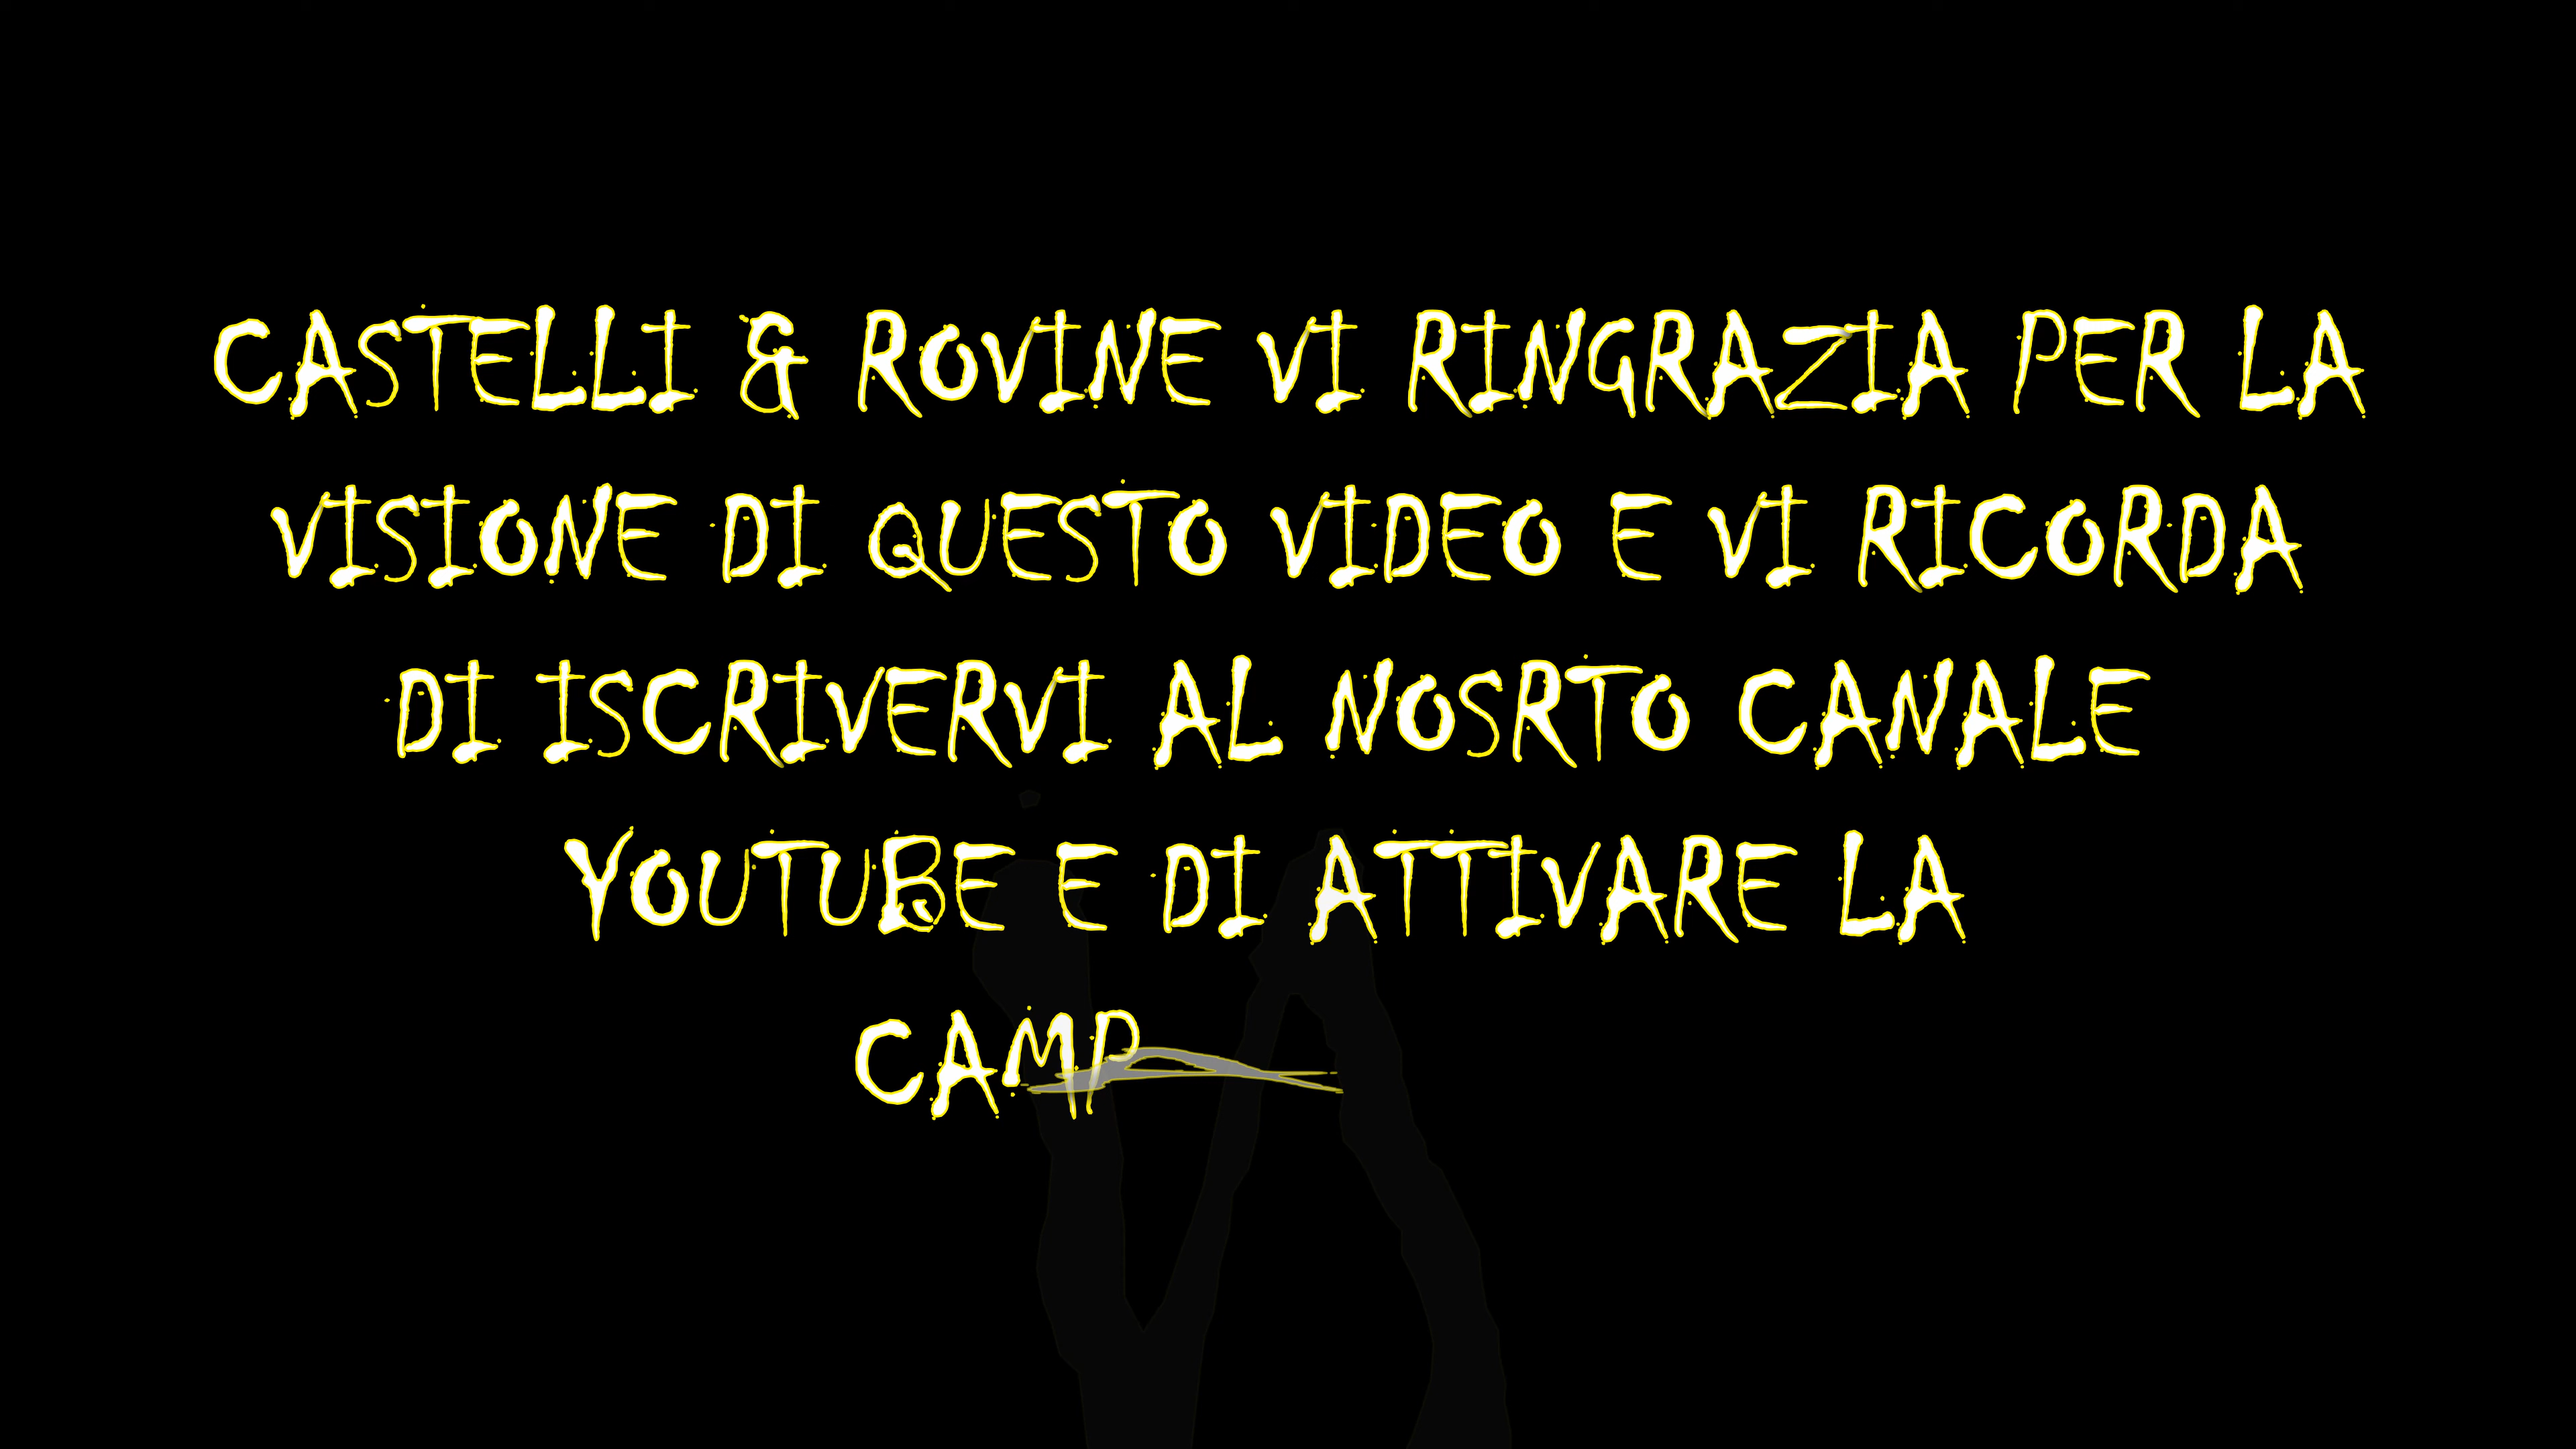 CASTELLI & ROVINE VI RINGRAZIA PER LA
VISIONE DI QUESTO VIDEO E VI RICORDA
DI ISCRIVERVI AL NOSRTO CANALE
YOUTUBE E DI ATTIVARE LA
CAMP